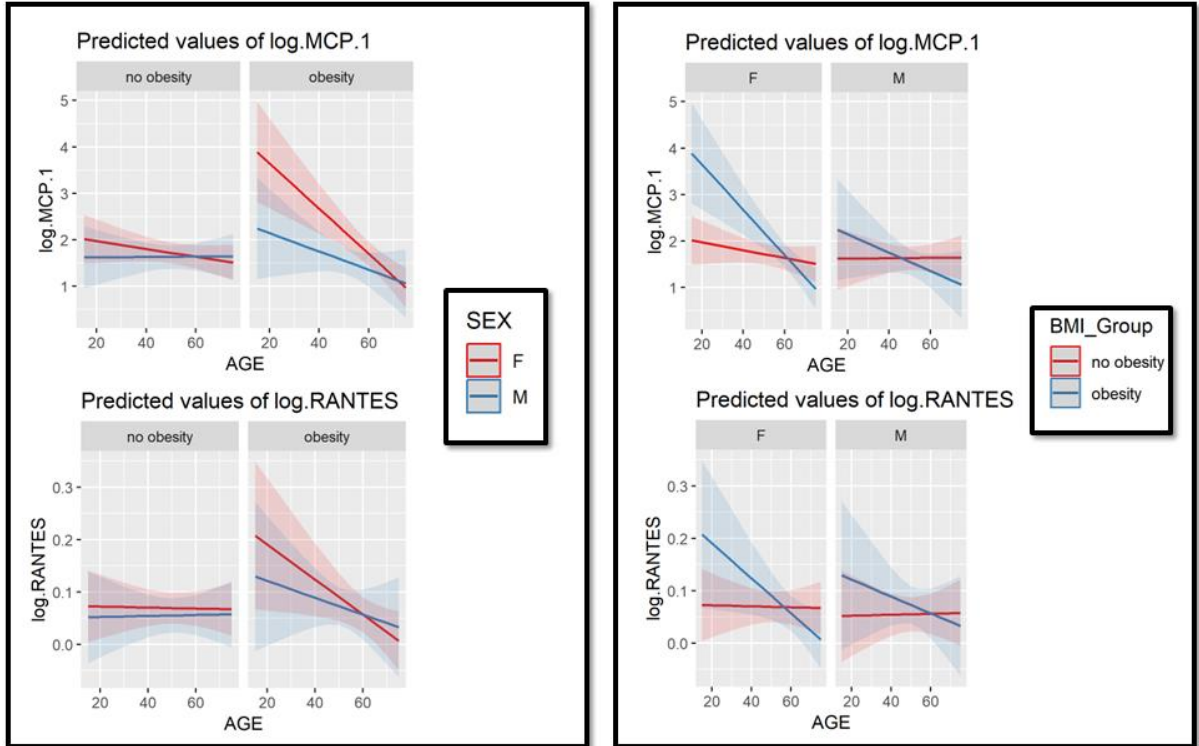 Predicted values of log.MCP.1
no obesity obesity
5
4
3
2
1
log.MCP.1
20 40 60 20 40 60
AGE
Predicted values of log.RANTES
no obesity obesity
0.3
0.2
0.1
0.0
log.RANTES
20 40 60 20 40 60
AGE
SEX
F
M
Predicted values of log.MCP.1
F M
5
4
3
2
1
log.MCP.1
20 40 60 20 40 60
AGE
Predicted values of log.RANTES
F M
0.3
0.2
0.1
0.0
log.RANTES
20 40 60 20 40 60
AGE
BMI_Group
no obesity
obesity